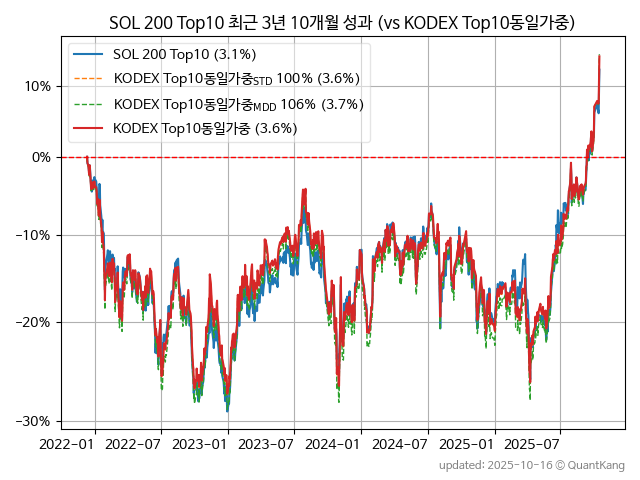 SOL 200 Top10 최근 3년 10개월 성과 (vs KODEX Top10동일가중)
SOL 200 Top10 (3.1%)
KODEX Top10동일가중STD 100% (3.6%)
KODEX Top10동일가중MDD 106% (3.7%)
KODEX Top10동일가중 (3.6%)
10%
0%
−10%
−20%
−30%
2022-01 2022-07 2023-01 2023-07 2024-01 2024-07 2025-01 2025-07
updated: 2025-10-16 © QuantKang